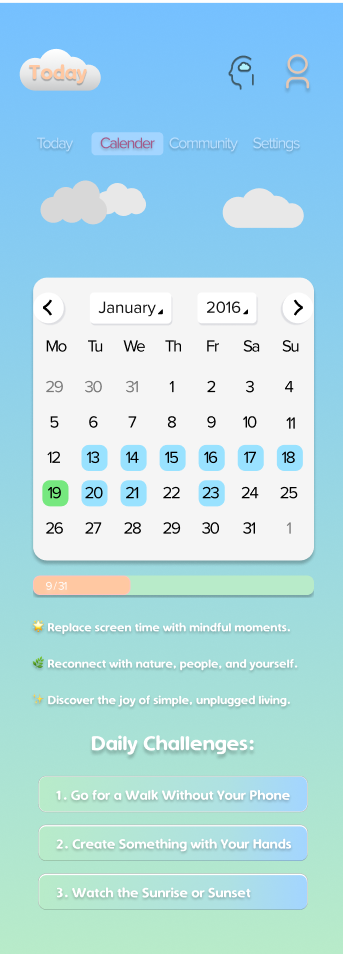 Today
Today Calender Community Settings
January 2016
Mo Tu We Th Fr Sa Su
29 30 31 1 2 3 4
5 6 7 8 9 10 11
12 13 14 15 16 17 18
19 20 21 22 23 24 25
26 27 28 29 30 31 1
9/31
Replace screen time with mindful moments.
Reconnect with nature, people, and yourself.
Discover the joy of simple, unplugged living.
Daily Challenges:
1. Go for a Walk Without Your Phone
2. Create Something with Your Hands
3. Watch the Sunrise or Sunset